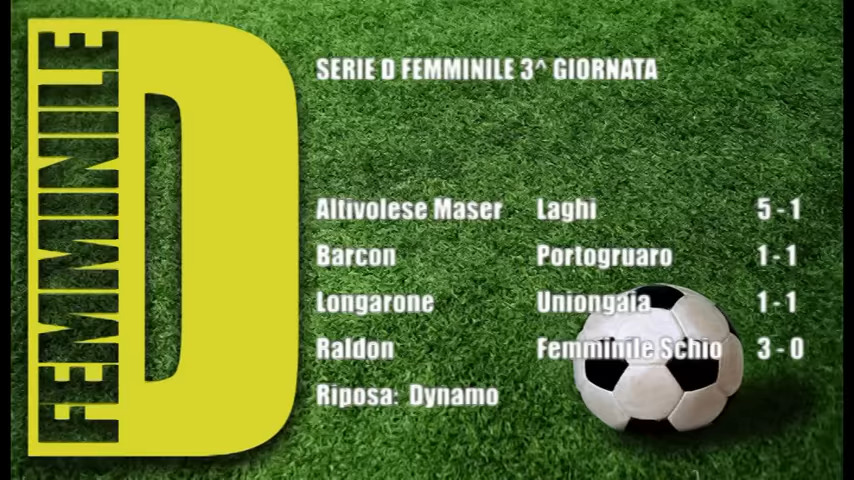 FEMMINILE
D
SERIE D FEMMINILE 3^ GIORNATA
Altivolese Maser Laghi 5 - 1
Barcon Portogruaro 1 - 1
Longarone Uniongaia 1 - 1
Raldon Femminile Schio 3 - 0
Riposa: Dynamo